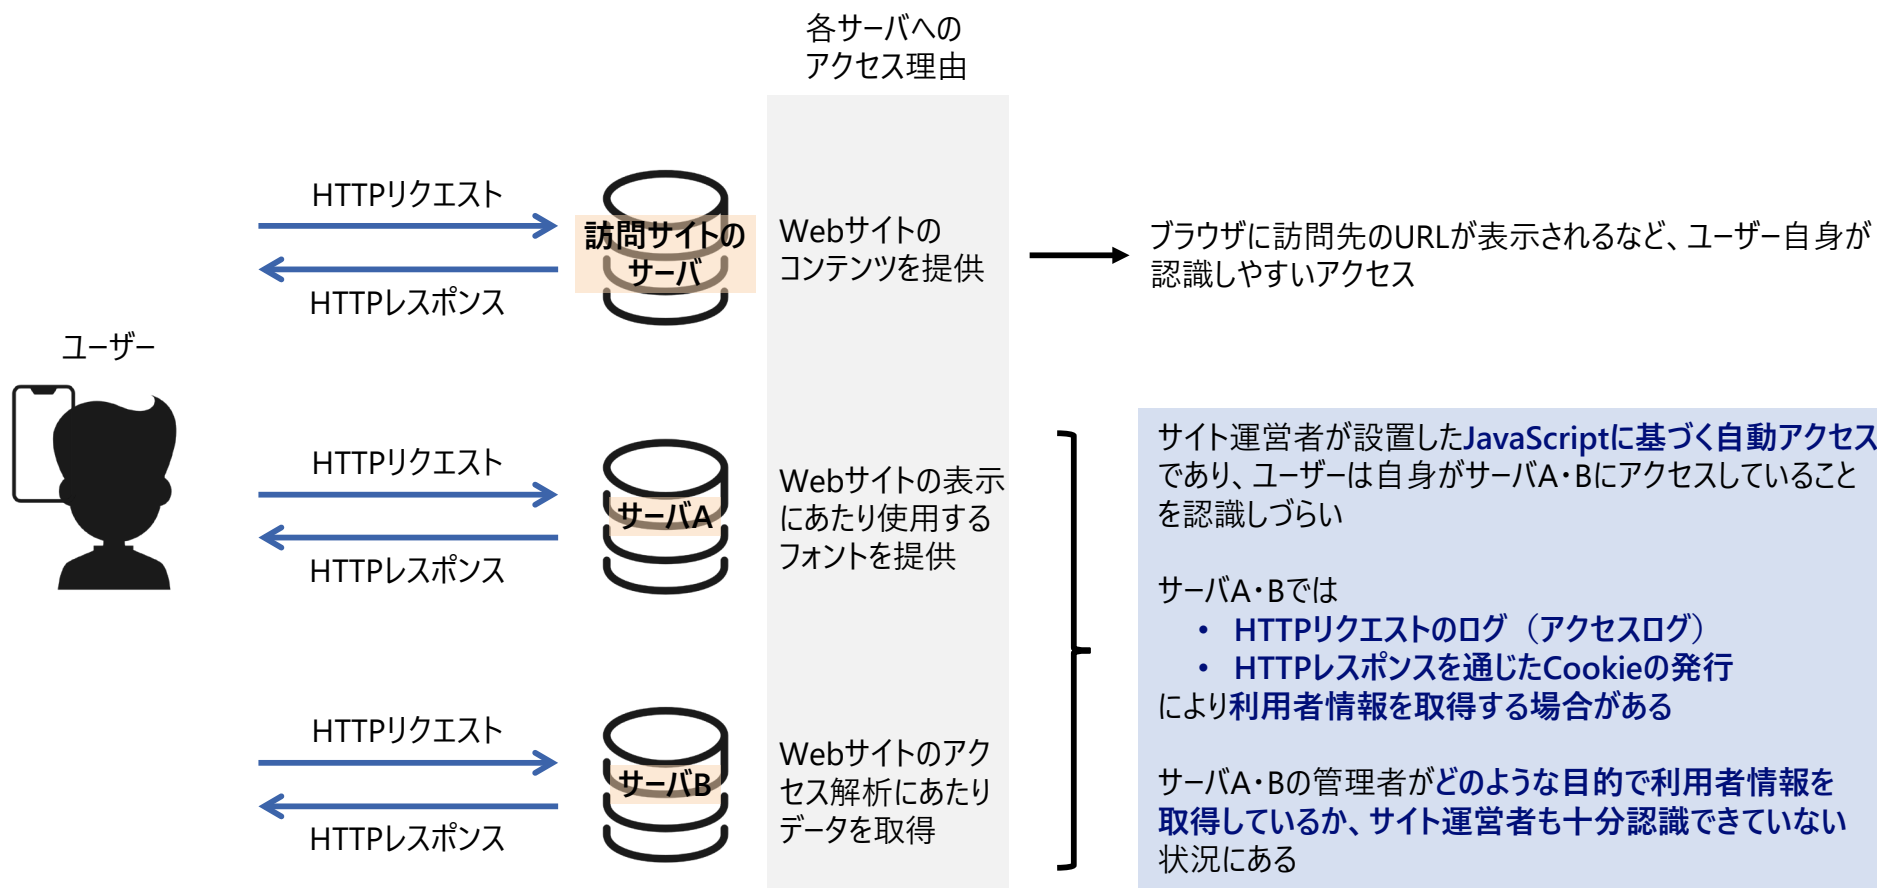 各サーバへの
アクセス理由
HTTPリクエスト
HTTPレスポンス
訪問サイトの
サーバ
Webサイトの
コンテンツを提供
ブラウザに訪問先のURLが表示されるなど、ユーザー自身が
認識しやすいアクセス
ユーザー
HTTPリクエスト
HTTPレスポンス
サーバA
Webサイトの表示
にあたり使用する
フォントを提供
HTTPリクエスト
HTTPレスポンス
サーバB
Webサイトのアク
セス解析にあたり
データを取得
サイト運営者が設置したJavaScriptに基づく自動アクセス
であり、ユーザーは自身がサーバA・Bにアクセスしていること
を認識しづらい
サーバA・Bでは
• HTTPリクエストのログ（アクセスログ）
• HTTPレスポンスを通じたCookieの発行
により利用者情報を取得する場合がある
サーバA・Bの管理者がどのような目的で利用者情報を
取得しているか、サイト運営者も十分認識できていない
状況にある